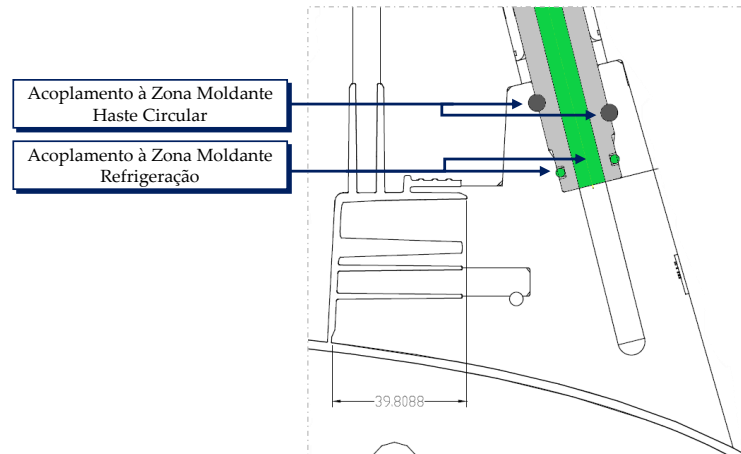 Acoplamento à Zona Moldante
Haste Circular
Acoplamento à Zona Moldante
Refrigeração
39.8088